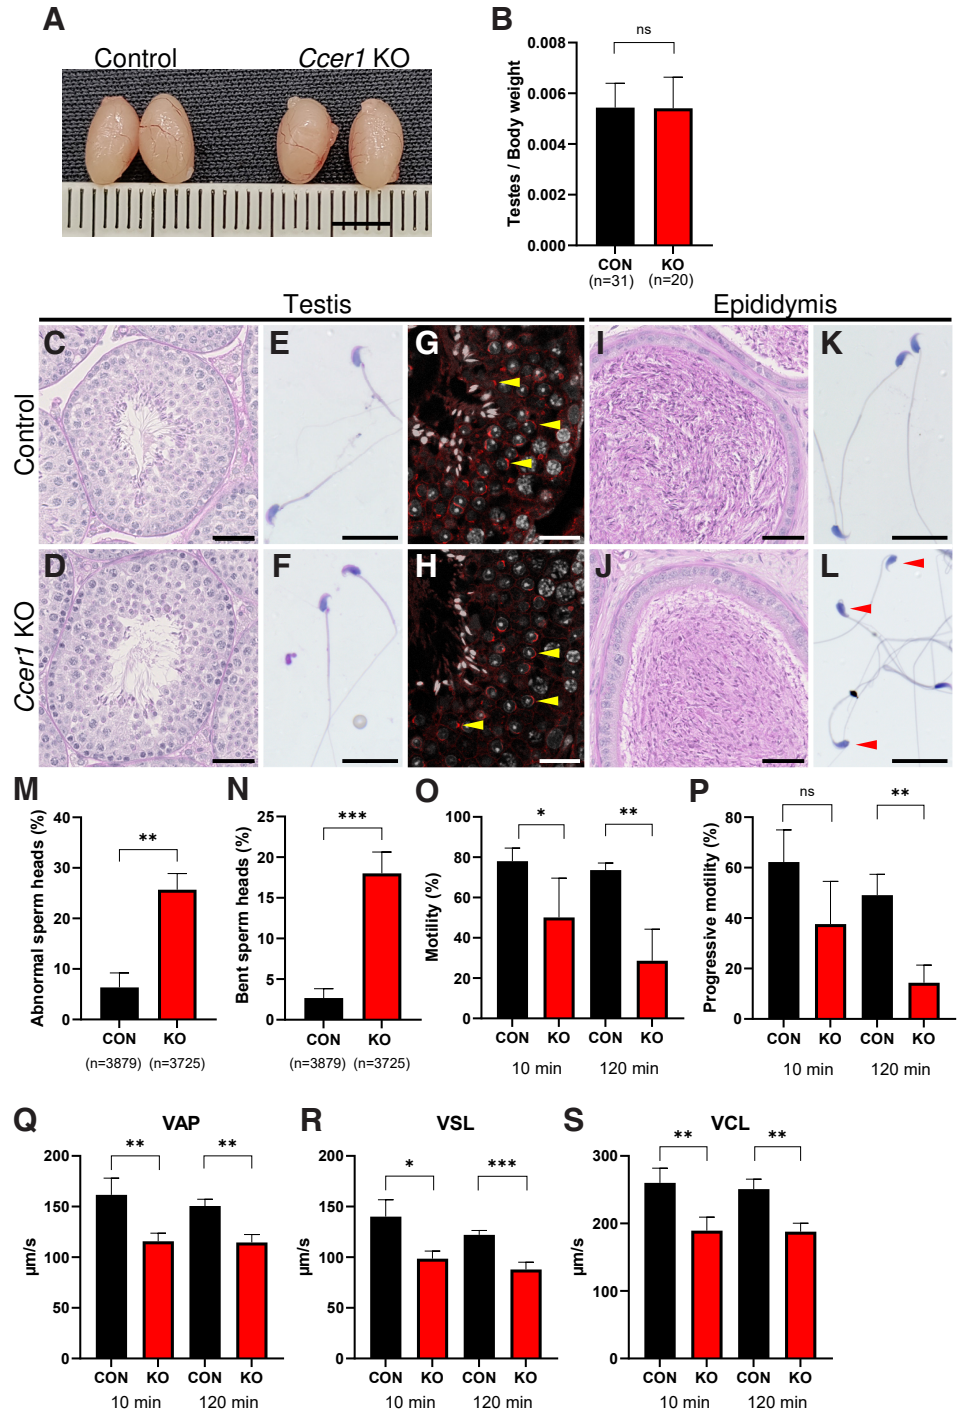 A
Control
Ccer1 KO
B
ns
0.008
0.006
0.004
0.002
0.000
Testes / Body weight
CON
KO
(n=31)
(n=20)
Testis
Epididymis
Control
C
E
G
I
K
Ccer1 KO
D
F
H
J
L
M
**
40
30
20
10
0
Abnormal sperm heads (%)
CON
KO
(n=3879)
(n=3725)
N
***
25
20
15
10
5
0
Bent sperm heads (%)
CON
KO
(n=3879)
(n=3725)
O
*
**
100
80
60
40
20
0
Motility (%)
CON
KO
CON
KO
10 min
120 min
P
ns
**
80
60
40
20
0
Progressive motility (%)
CON
KO
CON
KO
10 min
120 min
Q
VAP
**
**
200
150
100
50
0
µm/s
CON
KO
CON
KO
10 min
120 min
R
VSL
*
***
200
150
100
50
0
µm/s
CON
KO
CON
KO
10 min
120 min
S
VCL
**
**
300
200
100
0
µm/s
CON
KO
CON
KO
10 min
120 min